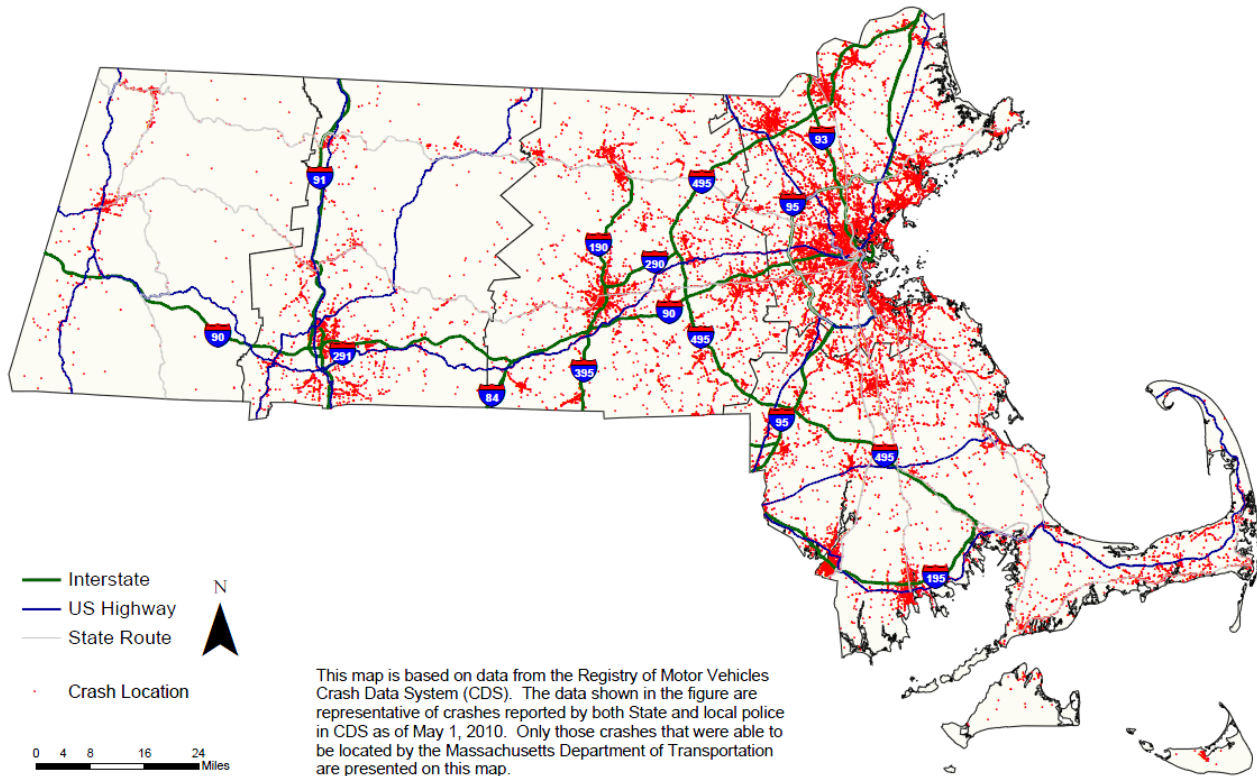 93
91
495
95
190
290
90
90
291
495
395
84
95
495
195
Interstate
N
US Highway
State Route
Crash Location
This map is based on data from the Registry of Motor Vehicles
Crash Data System (CDS).  The data shown in the figure are
representative of crashes reported by both State and local police
in CDS as of May 1, 2010.  Only those crashes that were able to
be located by the Massachusetts Department of Transportation
are presented on this map.
0 4 8 16 24
Miles